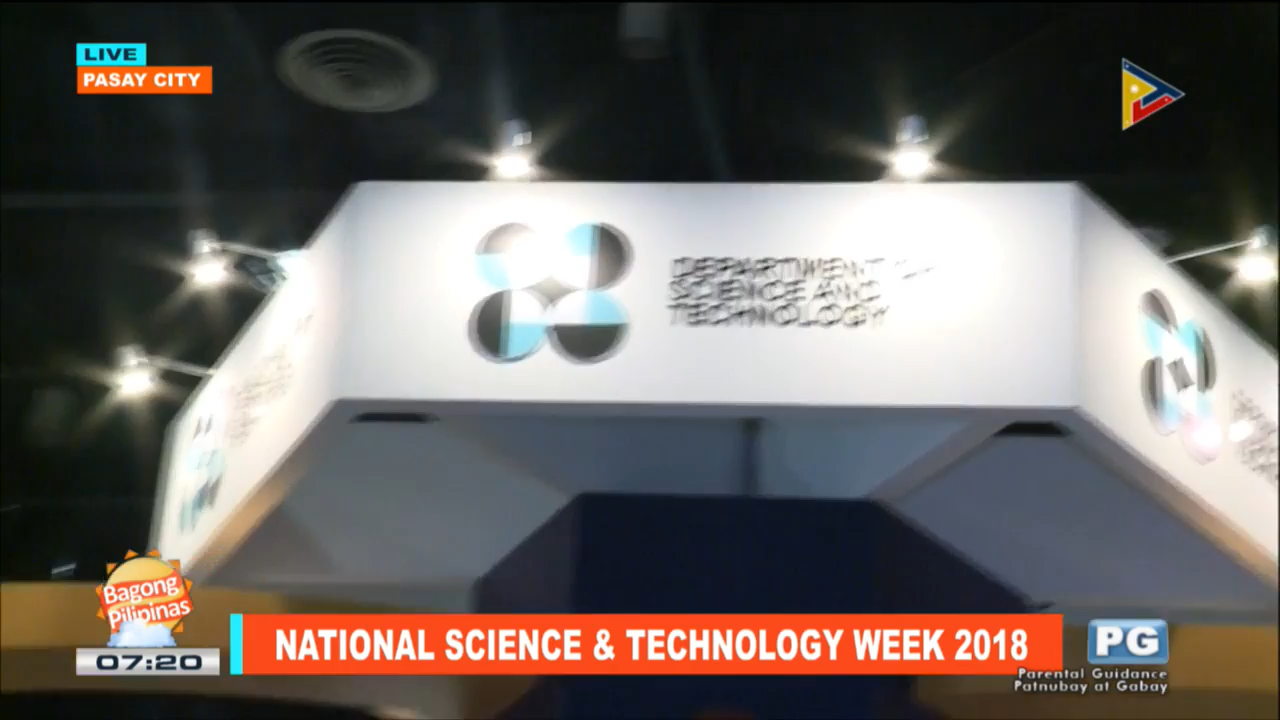 LIVE
PASAY CITY
DEPARTMENT OF
SCIENCE AND
TECHNOLOGY
Bagong
Pilipinas
07:20
NATIONAL SCIENCE & TECHNOLOGY WEEK 2018
PG
Parental Guidance
Patnubay at Gabay